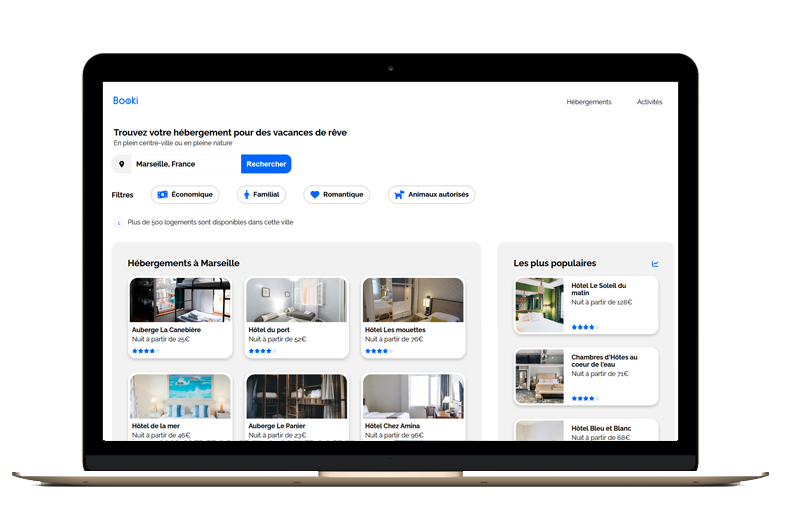 Booki
Hébergements
Activités
Trouvez votre hébergement pour des vacances de rêve
En plein centre-ville ou en pleine nature
Marseille, France
Rechercher
Filtres
Économique
Familial
Romantique
Animaux autorisés
i
Plus de 500 logements sont disponibles dans cette ville
Hébergements à Marseille
Auberge La Canebière
Nuit à partir de 25€
Hôtel du port
Nuit à partir de 52€
Hôtel Les mouettes
Nuit à partir de 76€
Hôtel de la mer
Nuit à partir de 46€
Auberge Le Panier
Nuit à partir de 23€
Hôtel Chez Amina
Nuit à partir de 96€
Les plus populaires
Hôtel Le Soleil du
matin
Nuit à partir de 128€
Chambres d'Hôtes au
coeur de l'eau
Nuit à partir de 71€
Hôtel Bleu et Blanc
Nuit à partir de 68€